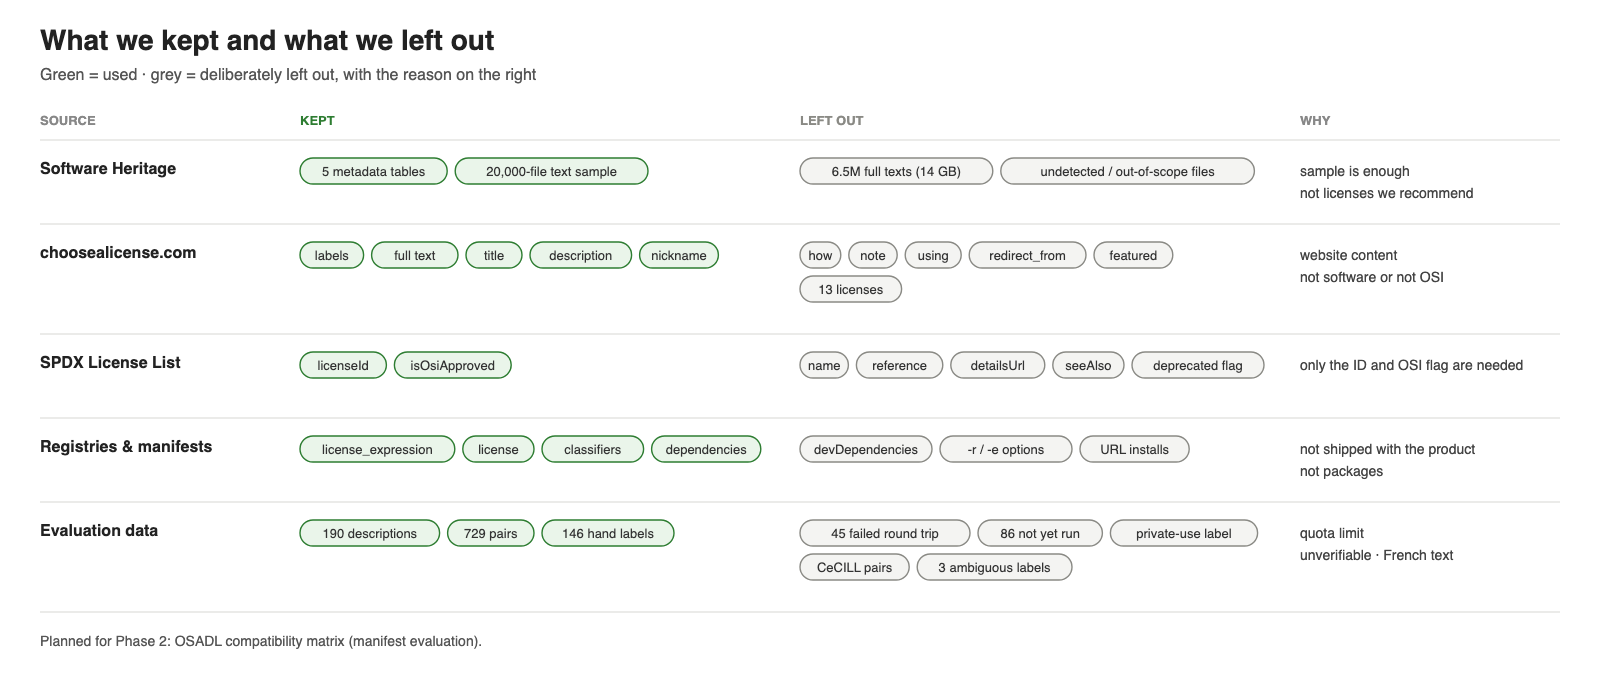 What we kept and what we left out
Green = used · grey = deliberately left out, with the reason on the right
SOURCE KEPT LEFT OUT WHY
Software Heritage 5 metadata tables 20,000-file text sample 6.5M full texts (14 GB) undetected / out-of-scope files sample is enough
not licenses we recommend
choosealicense.com labels full text title description nickname how note using redirect_from featured website content
13 licenses not software or not OSI
SPDX License List licenseId isOsiApproved name reference detailsUrl seeAlso deprecated flag only the ID and OSI flag are needed
Registries & manifests license_expression license classifiers dependencies devDependencies -r / -e options URL installs not shipped with the product
not packages
Evaluation data 190 descriptions 729 pairs 146 hand labels 45 failed round trip 86 not yet run private-use label quota limit
CeCILL pairs 3 ambiguous labels unverifiable · French text
Planned for Phase 2: OSADL compatibility matrix (manifest evaluation).